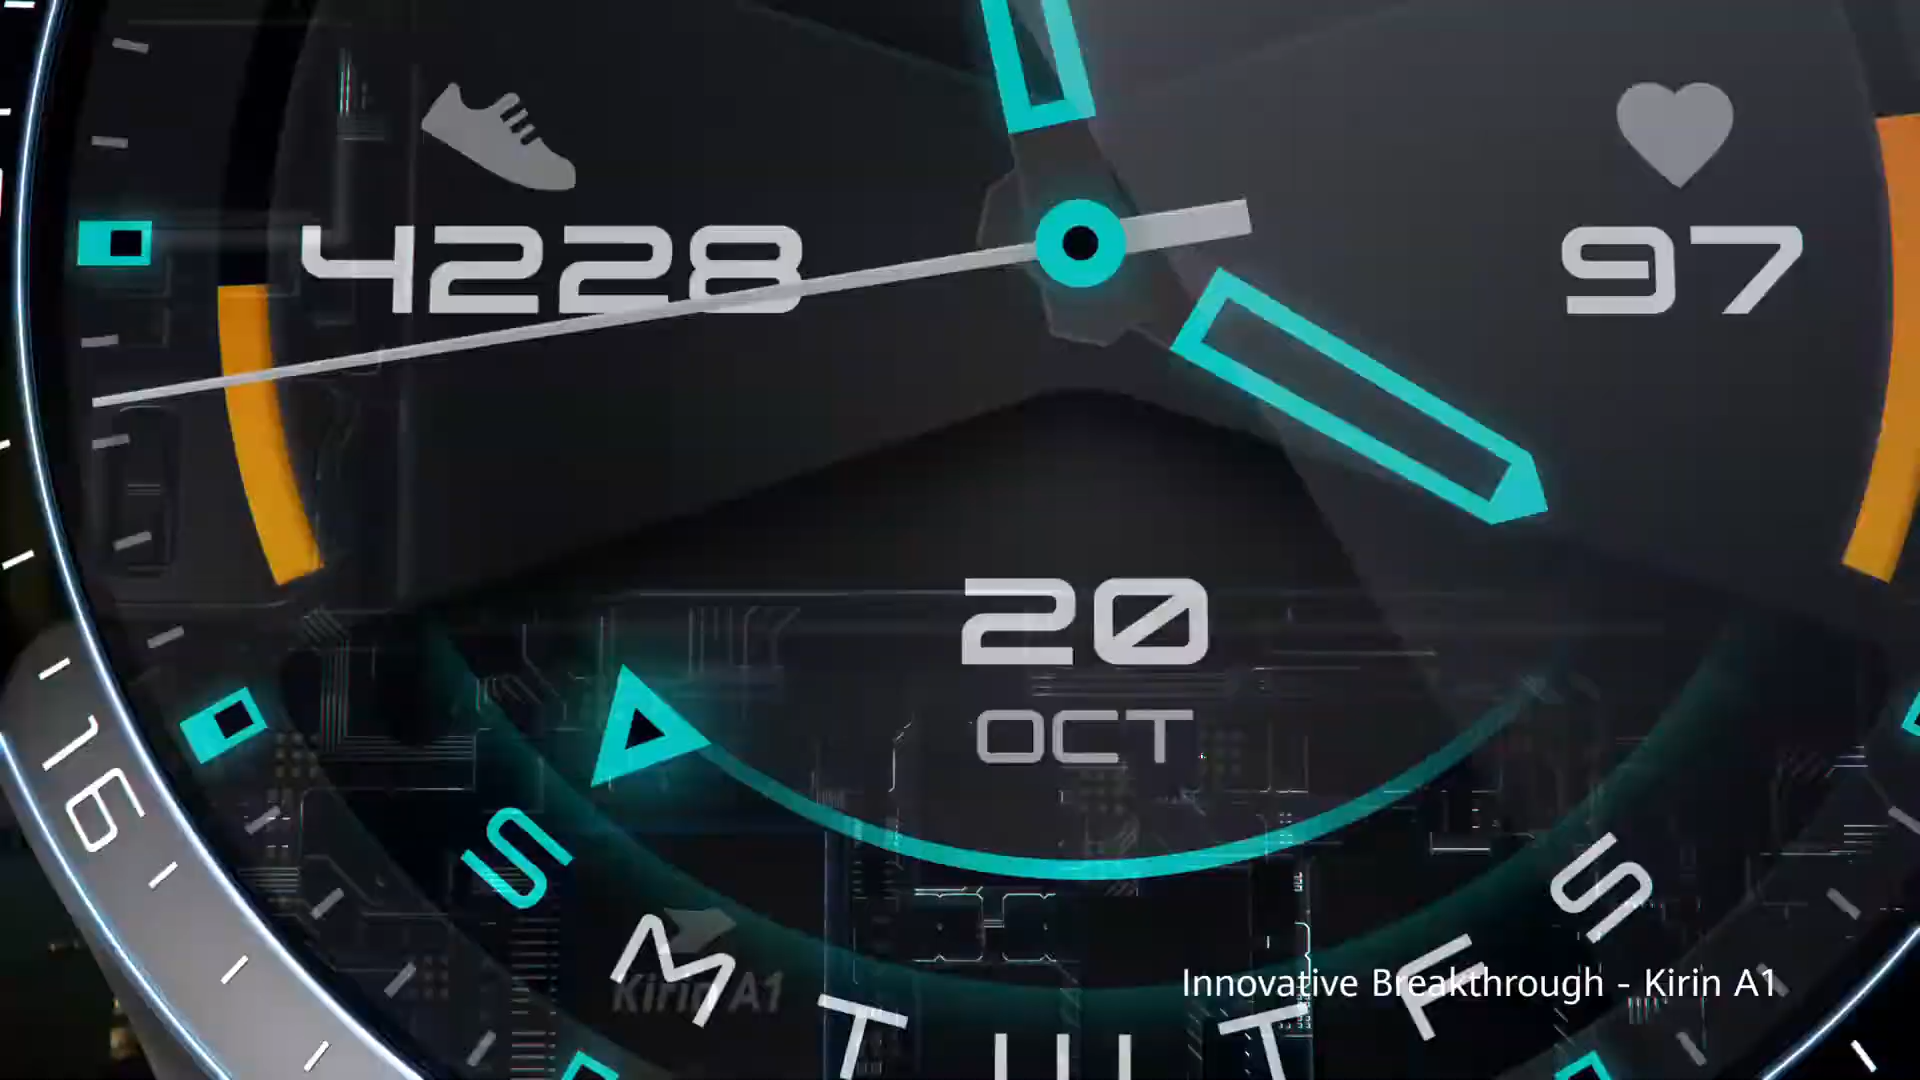 4228
97
20
OCT
16
S M T W T F S
Kirin A1
Innovative Breakthrough - Kirin A1